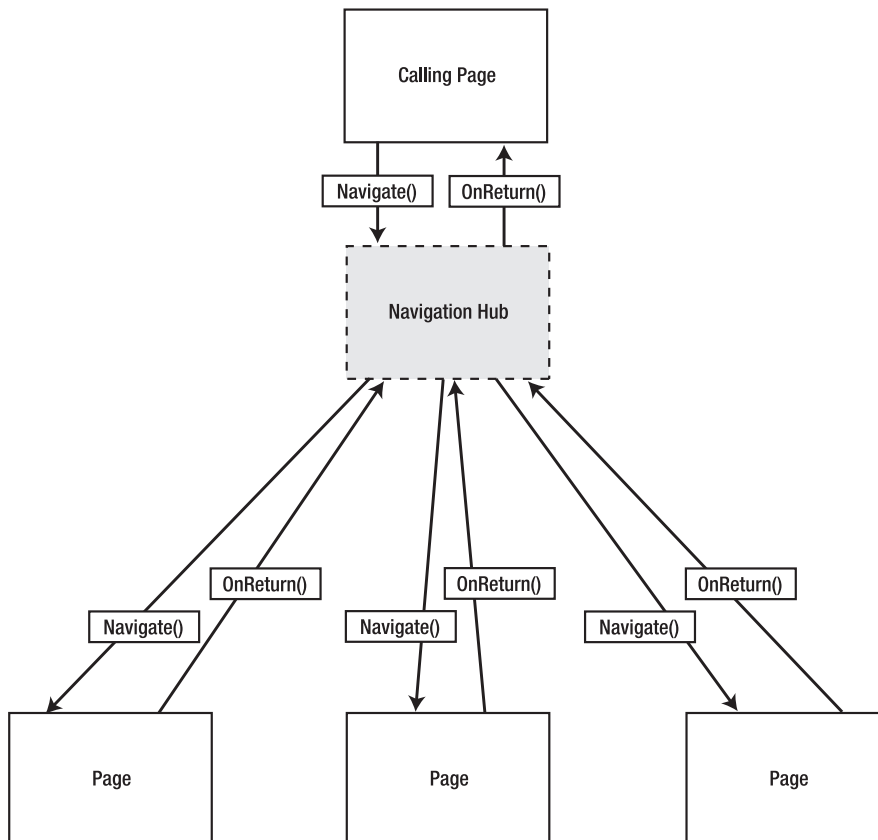 Calling Page
Navigate()
OnReturn()
Navigation Hub
OnReturn()
OnReturn()
OnReturn()
Navigate()
Navigate()
Navigate()
Page
Page
Page